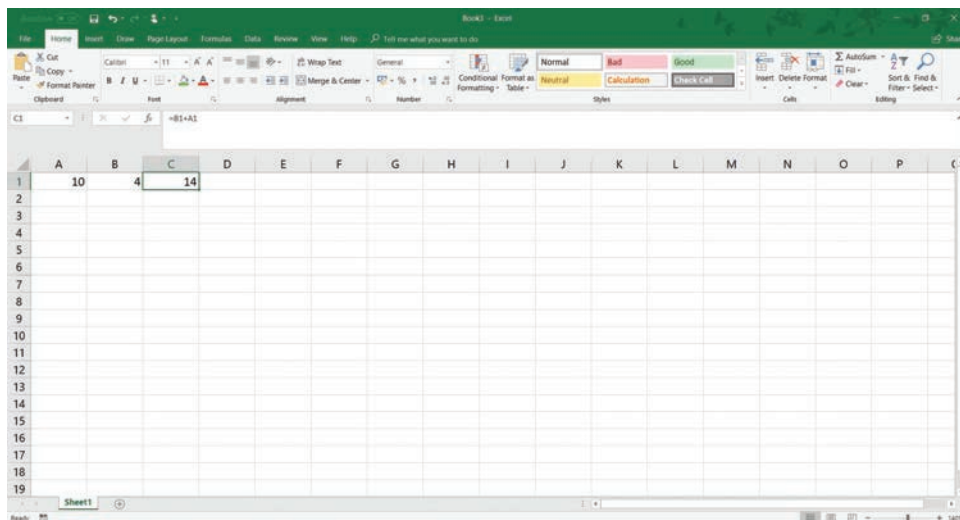 Book3 - Excel
File Home Insert Draw Page Layout Formulas Data Review View Help Tell me what you want to do
Cut
Copy
Format Painter
Paste
Clipboard
Calibri 11
B I U
Font
Wrap Text
Merge & Center
Alignment
General
%
Number
Conditional Formatting
Format as Table
Normal Bad Good
Neutral Calculation Check Cell
Styles
Insert Delete Format
Cells
AutoSum
Fill
Clear
Sort & Filter
Find & Select
Editing
C1 fx =B1+A1
A B C D E F G H I J K L M N O P
1 10 4 14
2
3
4
5
6
7
8
9
10
11
12
13
14
15
16
17
18
19
Sheet1
Ready